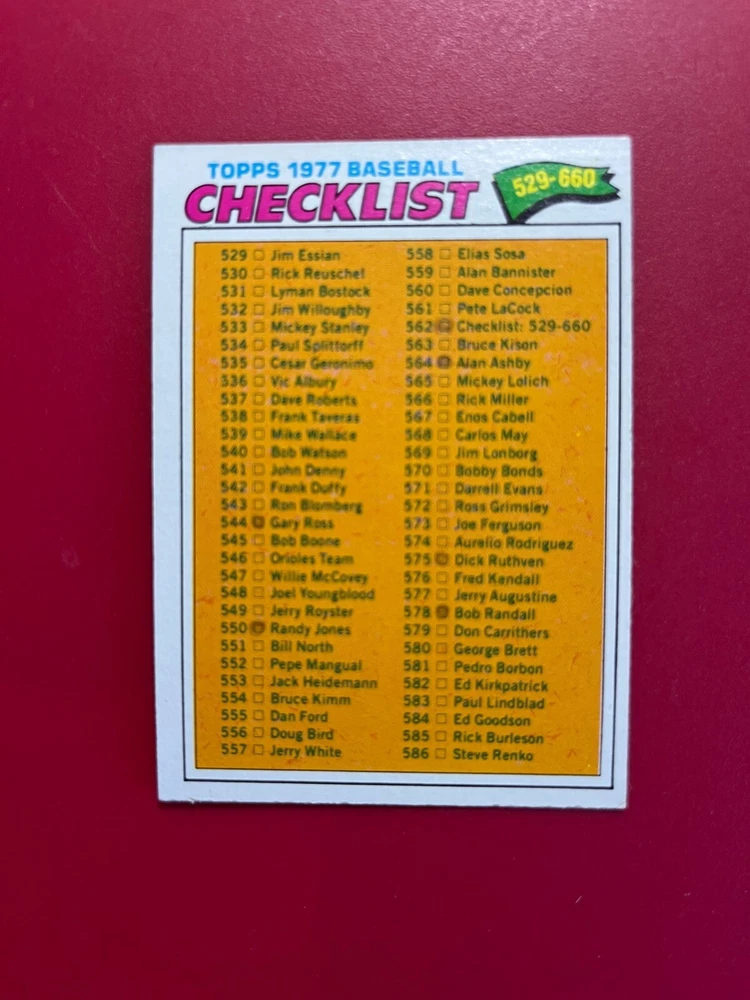 TOPPS 1977 BASEBALL
CHECKLIST
529-660
529 Jim Essian
530 Rick Reuschel
531 Lyman Bostock
532 Jim Willoughby
533 Mickey Stanley
534 Paul Splittorff
535 Cesar Geronimo
536 Vic Albury
537 Dave Roberts
538 Frank Taveras
539 Mike Wallace
540 Bob Watson
541 John Denny
542 Frank Duffy
543 Ron Blomberg
544 Gary Ross
545 Bob Boone
546 Orioles Team
547 Willie McCovey
548 Joel Youngblood
549 Jerry Royster
550 Randy Jones
551 Bill North
552 Pepe Mangual
553 Jack Heidemann
554 Bruce Kimm
555 Dan Ford
556 Doug Bird
557 Jerry White
558 Elias Sosa
559 Alan Bannister
560 Dave Concepcion
561 Pete LaCock
562 Checklist: 529-660
563 Bruce Kison
564 Alan Ashby
565 Mickey Lolich
566 Rick Miller
567 Enos Cabell
568 Carlos May
569 Jim Lonborg
570 Bobby Bonds
571 Darrell Evans
572 Ross Grimsley
573 Joe Ferguson
574 Aurelio Rodriguez
575 Dick Ruthven
576 Fred Kendall
577 Jerry Augustine
578 Bob Randall
579 Don Carrithers
580 George Brett
581 Pedro Borbon
582 Ed Kirkpatrick
583 Paul Lindblad
584 Ed Goodson
585 Rick Burleson
586 Steve Renko